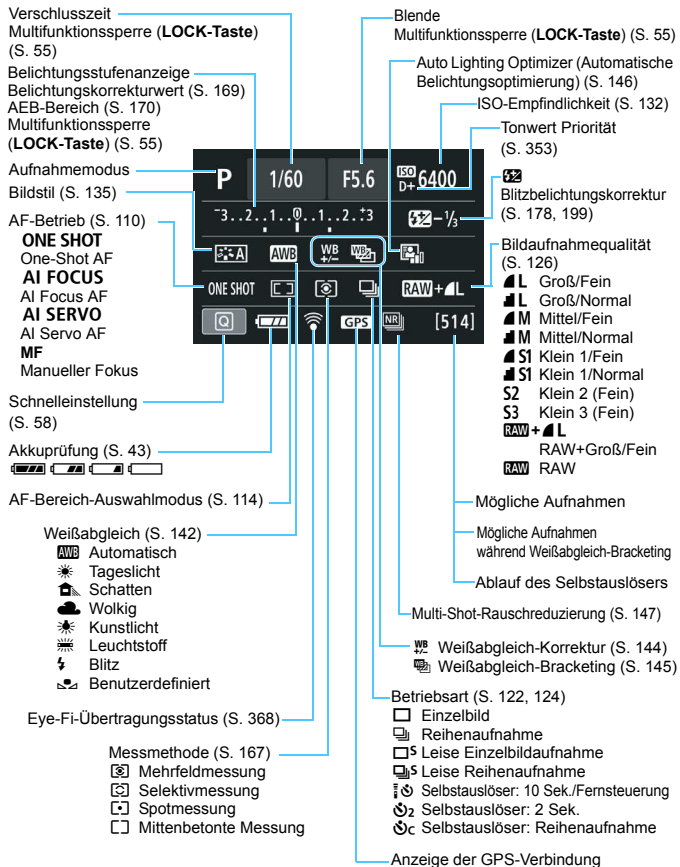 Verschlusszeit
Multifunktionssperre (LOCK-Taste)
(S. 55)
Belichtungsstufenanzeige
Belichtungskorrekturwert (S. 169)
AEB-Bereich (S. 170)
Multifunktionssperre
(LOCK-Taste) (S. 55)
Aufnahmemodus
Bildstil (S. 135)
AF-Betrieb (S. 110)
ONE SHOT
One-Shot AF
AI FOCUS
AI Focus AF
AI SERVO
AI Servo AF
MF
Manueller Fokus
Schnelleinstellung
(S. 58)
Akkuprüfung (S. 43)
AF-Bereich-Auswahlmodus (S. 114)
Weißabgleich (S. 142)
AWB Automatisch
Tageslicht
Schatten
Wolkig
Kunstlicht
Leuchtstoff
Blitz
Benutzerdefiniert
Eye-Fi-Übertragungsstatus (S. 368)
Messmethode (S. 167)
Mehrfeldmessung
Selektivmessung
Spotmessung
Mittenbetonte Messung
P 1/60 F5.6 ISO D+ 6400
-3..2..1..0..1..2..+3 -1/3
A AWB WB +/- WB
ONE SHOT RAW+L
Q GPS NR [514]
Blende
Multifunktionssperre (LOCK-Taste) (S. 55)
Auto Lighting Optimizer (Automatische
Belichtungsoptimierung) (S. 146)
ISO-Empfindlichkeit (S. 132)
Tonwert Priorität
(S. 353)
Blitzbelichtungskorrektur
(S. 178, 199)
Bildaufnahmequalität
(S. 126)
L Groß/Fein
L Groß/Normal
M Mittel/Fein
M Mittel/Normal
S1 Klein 1/Fein
S1 Klein 1/Normal
S2 Klein 2 (Fein)
S3 Klein 3 (Fein)
RAW+L
RAW+Groß/Fein
RAW RAW
Mögliche Aufnahmen
Mögliche Aufnahmen
während Weißabgleich-Bracketing
Ablauf des Selbstauslösers
Multi-Shot-Rauschreduzierung (S. 147)
WB +/- Weißabgleich-Korrektur (S. 144)
WB Weißabgleich-Bracketing (S. 145)
Betriebsart (S. 122, 124)
Einzelbild
Reihenaufnahme
S Leise Einzelbildaufnahme
S Leise Reihenaufnahme
Selbstauslöser: 10 Sek./Fernsteuerung
2 Selbstauslöser: 2 Sek.
C Selbstauslöser: Reihenaufnahme
Anzeige der GPS-Verbindung